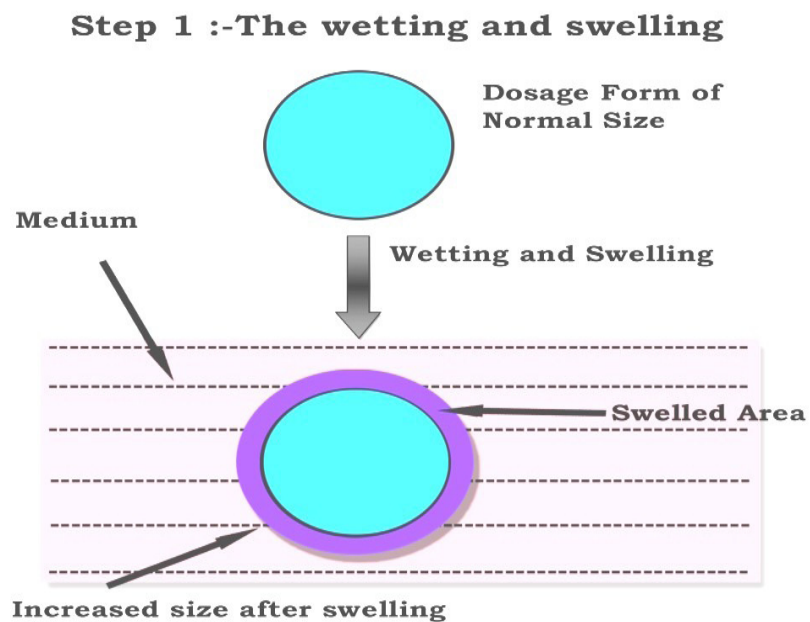 Step 1 :-The wetting and swelling
Dosage Form of
Normal Size
Medium
Wetting and Swelling
Swelled Area
Increased size after swelling